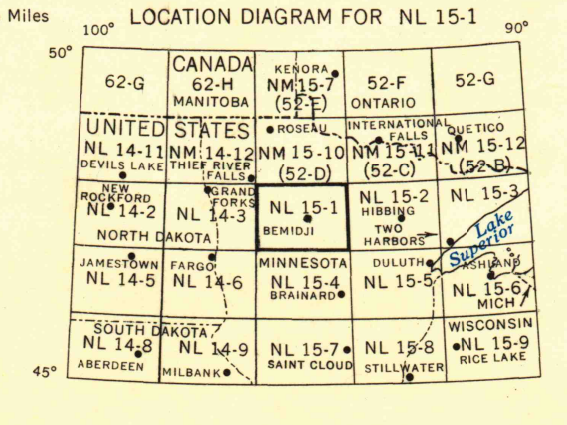 Miles
LOCATION DIAGRAM FOR NL 15-1
100°
90°
50°
62-G
CANADA
62-H
MANITOBA
KENORA
NM 15-7
(52-E)
52-F
ONTARIO
52-G
UNITED STATES
NL 14-11
DEVILS LAKE
NM 14-12
THIEF RIVER
FALLS
ROSEAU
NM 15-10
(52-D)
INTERNATIONAL
FALLS
NM 15-11
(52-C)
QUETICO
NM 15-12
(52-B)
NEW
ROCKFORD
NL 14-2
NORTH DAKOTA
GRAND
FORKS
NL 14-3
NL 15-1
BEMIDJI
NL 15-2
HIBBING
TWO
HARBORS
NL 15-3
Lake
Superior
JAMESTOWN
NL 14-5
FARGO
NL 14-6
MINNESOTA
NL 15-4
BRAINARD
DULUTH
NL 15-5
ASHLAND
NL 15-6
MICH
SOUTH DAKOTA
NL 14-8
ABERDEEN
NL 14-9
MILBANK
NL 15-7
SAINT CLOUD
NL 15-8
STILLWATER
WISCONSIN
NL 15-9
RICE LAKE
45°